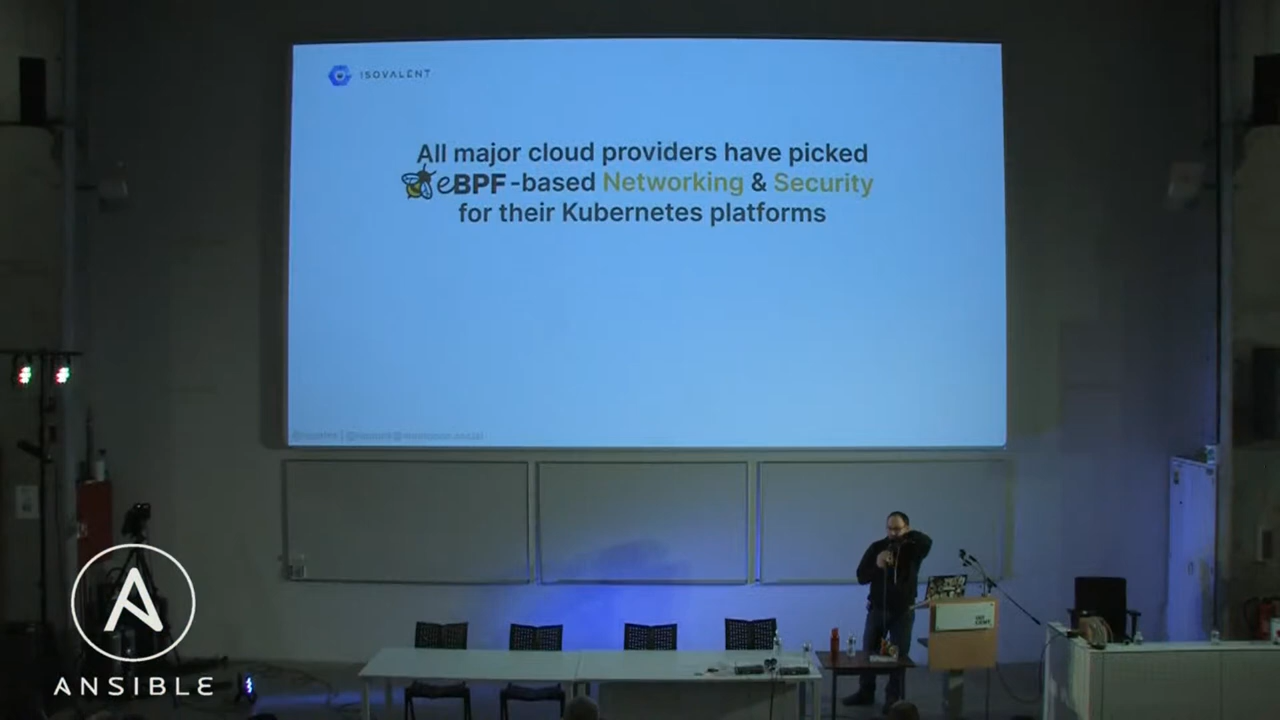 ISOVALENT
All major cloud providers have picked
eBPF-based Networking & Security
for their Kubernetes platforms
ANSIBLE